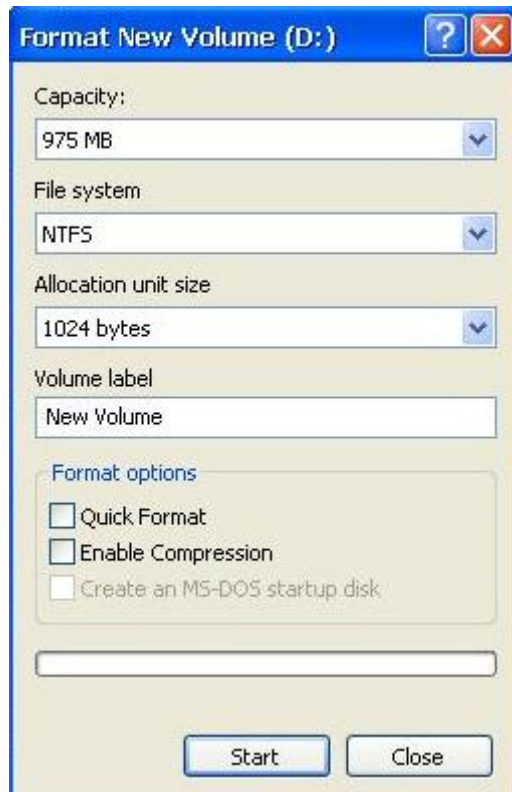 Format New Volume (D:)
Capacity:
975 MB
File system
NTFS
Allocation unit size
1024 bytes
Volume label
New Volume
Format options
Quick Format
Enable Compression
Create an MS-DOS startup disk
Start Close